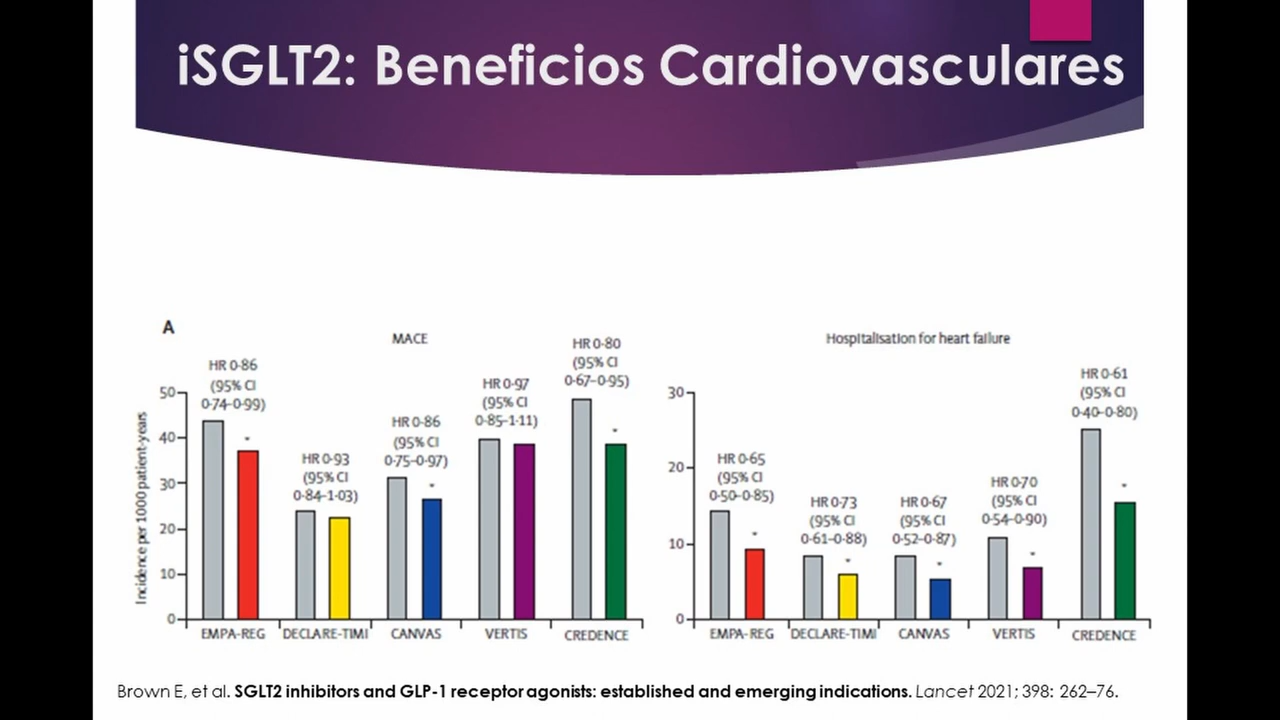 iSGLT2: Beneficios Cardiovasculares
A
MACE
Incidence per 1000 patient-years
50
40
30
20
10
0
HR 0·86
(95% CI
0·74–0·99)
*
HR 0·93
(95% CI
0·84–1·03)
HR 0·86
(95% CI
0·75–0·97)
*
HR 0·97
(95% CI
0·85–1·11)
HR 0·80
(95% CI
0·67–0·95)
*
EMPA-REG
DECLARE-TIMI
CANVAS
VERTIS
CREDENCE
Hospitalisation for heart failure
30
20
10
0
HR 0·65
(95% CI
0·50–0·85)
*
HR 0·73
(95% CI
0·61–0·88)
*
HR 0·67
(95% CI
0·52–0·87)
*
HR 0·70
(95% CI
0·54–0·90)
*
HR 0·61
(95% CI
0·40–0·80)
*
EMPA-REG
DECLARE-TIMI
CANVAS
VERTIS
CREDENCE
Brown E, et al. SGLT2 inhibitors and GLP-1 receptor agonists: established and emerging indications. Lancet 2021; 398: 262–76.